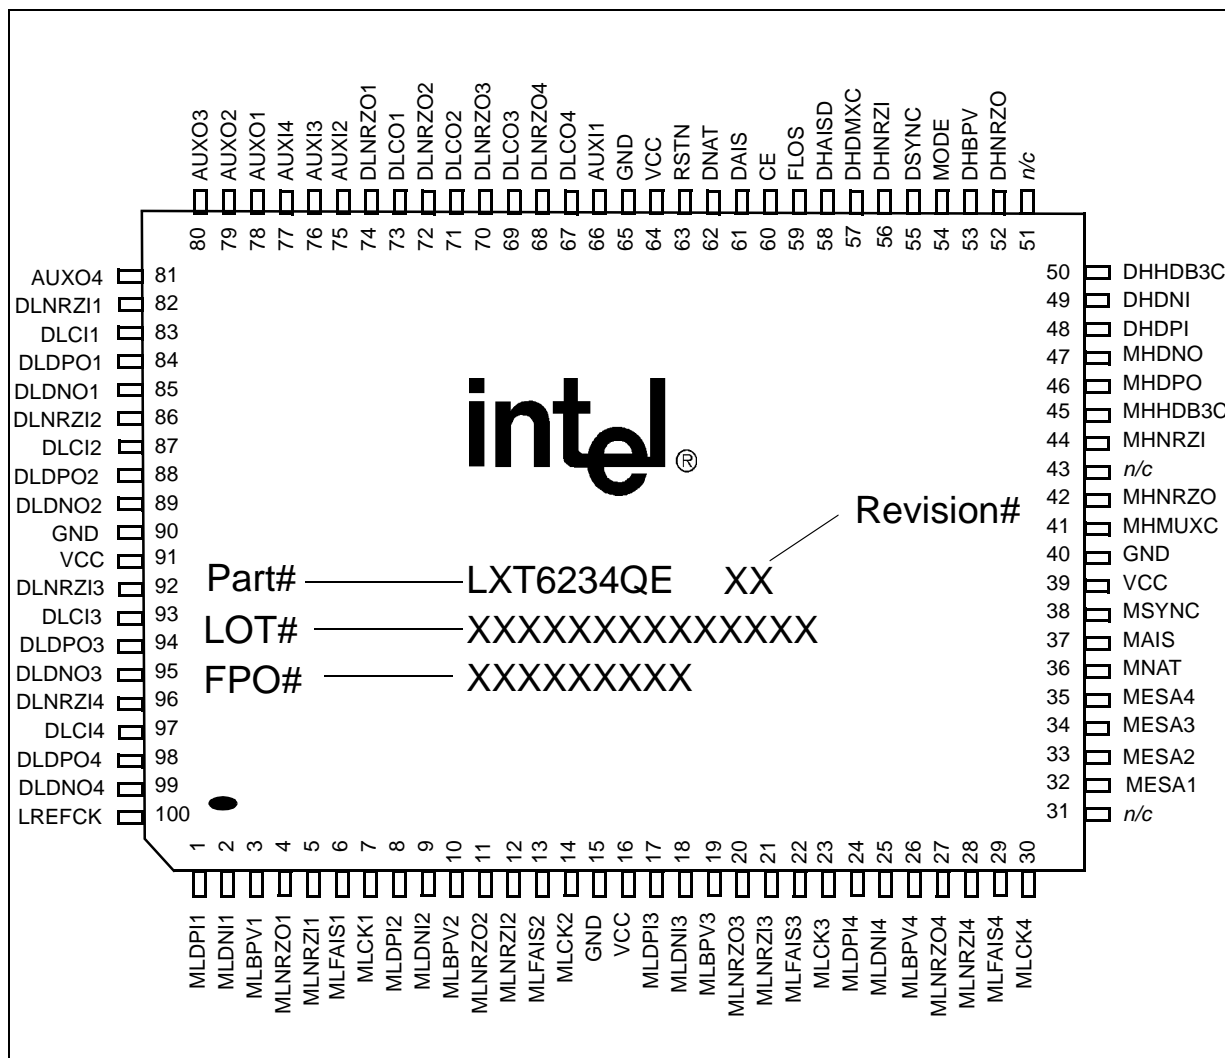 AUXO3 AUXO2 AUXO1 AUXI4 AUXI3 AUXI2 DLNRZO1 DLCO1 DLNRZO2 DLCO2 DLNRZO3 DLCO3 DLNRZO4 DLCO4 AUXI1 GND VCC RSTN DNAT DAIS CE FLOS DHAISD DHDMXC DHNRZI DSYNC MODE DHBPV DHNRZO n/c
80 79 78 77 76 75 74 73 72 71 70 69 68 67 66 65 64 63 62 61 60 59 58 57 56 55 54 53 52 51
AUXO4 81
DLNRZI1 82
DLCI1 83
DLDPO1 84
DLDNO1 85
DLNRZI2 86
DLCI2 87
DLDPO2 88
DLDNO2 89
GND 90
VCC 91
DLNRZI3 92
DLCI3 93
DLDPO3 94
DLDNO3 95
DLNRZI4 96
DLCI4 97
DLDPO4 98
DLDNO4 99
LREFCK 100
intel®
Revision#
Part# LXT6234QE XX
LOT# XXXXXXXXXXXXXX
FPO# XXXXXXXXX
50 DHHDB3C
49 DHDNI
48 DHDPI
47 MHDNO
46 MHDPO
45 MHHDB3C
44 MHNRZI
43 n/c
42 MHNRZO
41 MHMUXC
40 GND
39 VCC
38 MSYNC
37 MAIS
36 MNAT
35 MESA4
34 MESA3
33 MESA2
32 MESA1
31 n/c
1 2 3 4 5 6 7 8 9 10 11 12 13 14 15 16 17 18 19 20 21 22 23 24 25 26 27 28 29 30
MLDPI1 MLDNI1 MLBPV1 MLNRZO1 MLNRZI1 MLFAIS1 MLCK1 MLDPI2 MLDNI2 MLBPV2 MLNRZO2 MLNRZI2 MLFAIS2 MLCK2 GND VCC MLDPI3 MLDNI3 MLBPV3 MLNRZO3 MLNRZI3 MLFAIS3 MLCK3 MLDPI4 MLDNI4 MLBPV4 MLNRZO4 MLNRZI4 MLFAIS4 MLCK4